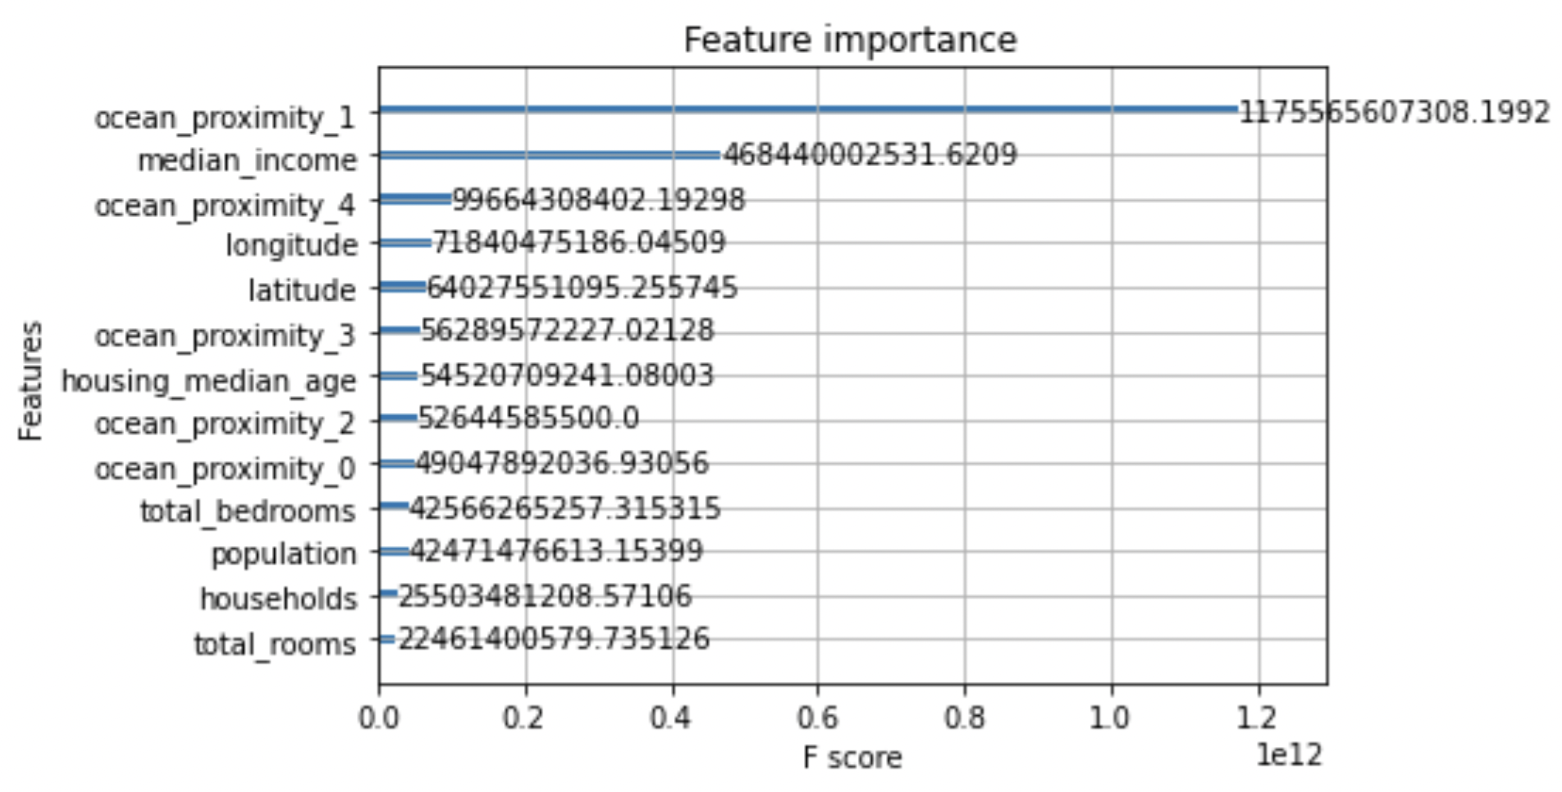 Feature importance
ocean_proximity_1 1175565607308.1992
median_income 468440002531.6209
ocean_proximity_4 99664308402.19298
longitude 71840475186.04509
latitude 64027551095.255745
ocean_proximity_3 56289572227.02128
housing_median_age 54520709241.08003
ocean_proximity_2 52644585500.0
ocean_proximity_0 49047892036.93056
total_bedrooms 42566265257.315315
population 42471476613.15399
households 25503481208.57106
total_rooms 22461400579.735126
Features
0.0 0.2 0.4 0.6 0.8 1.0 1.2
F score
1e12